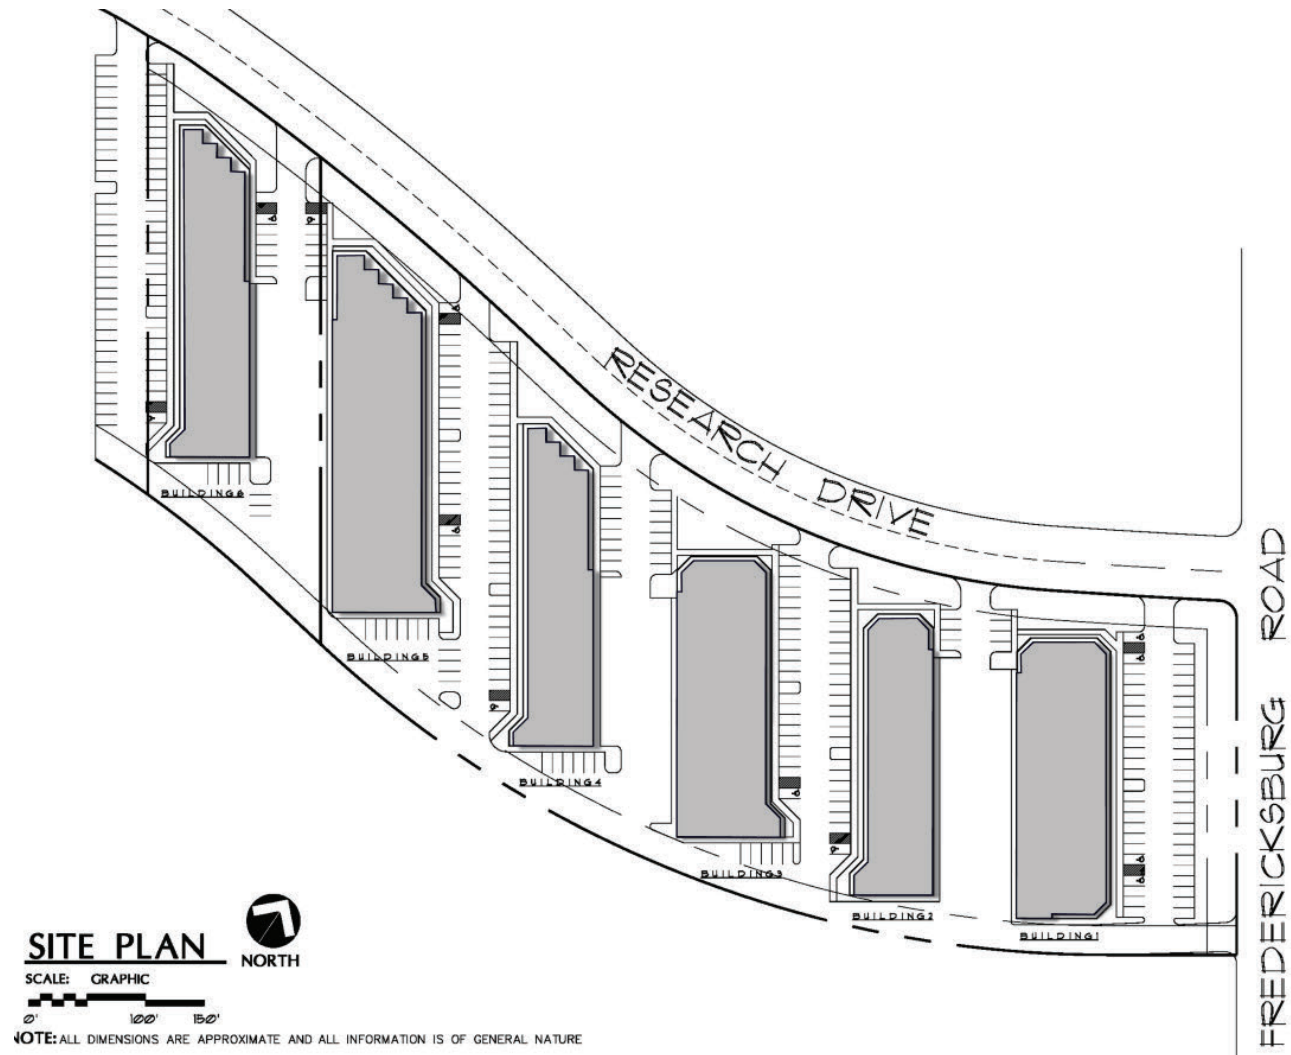 RESEARCH DRIVE
FREDERICKSBURG ROAD
BUILDING6
BUILDING5
BUILDING4
BUILDING3
BUILDING2
BUILDING1
SITE PLAN
NORTH
SCALE: GRAPHIC
0' 100' 150'
NOTE: ALL DIMENSIONS ARE APPROXIMATE AND ALL INFORMATION IS OF GENERAL NATURE